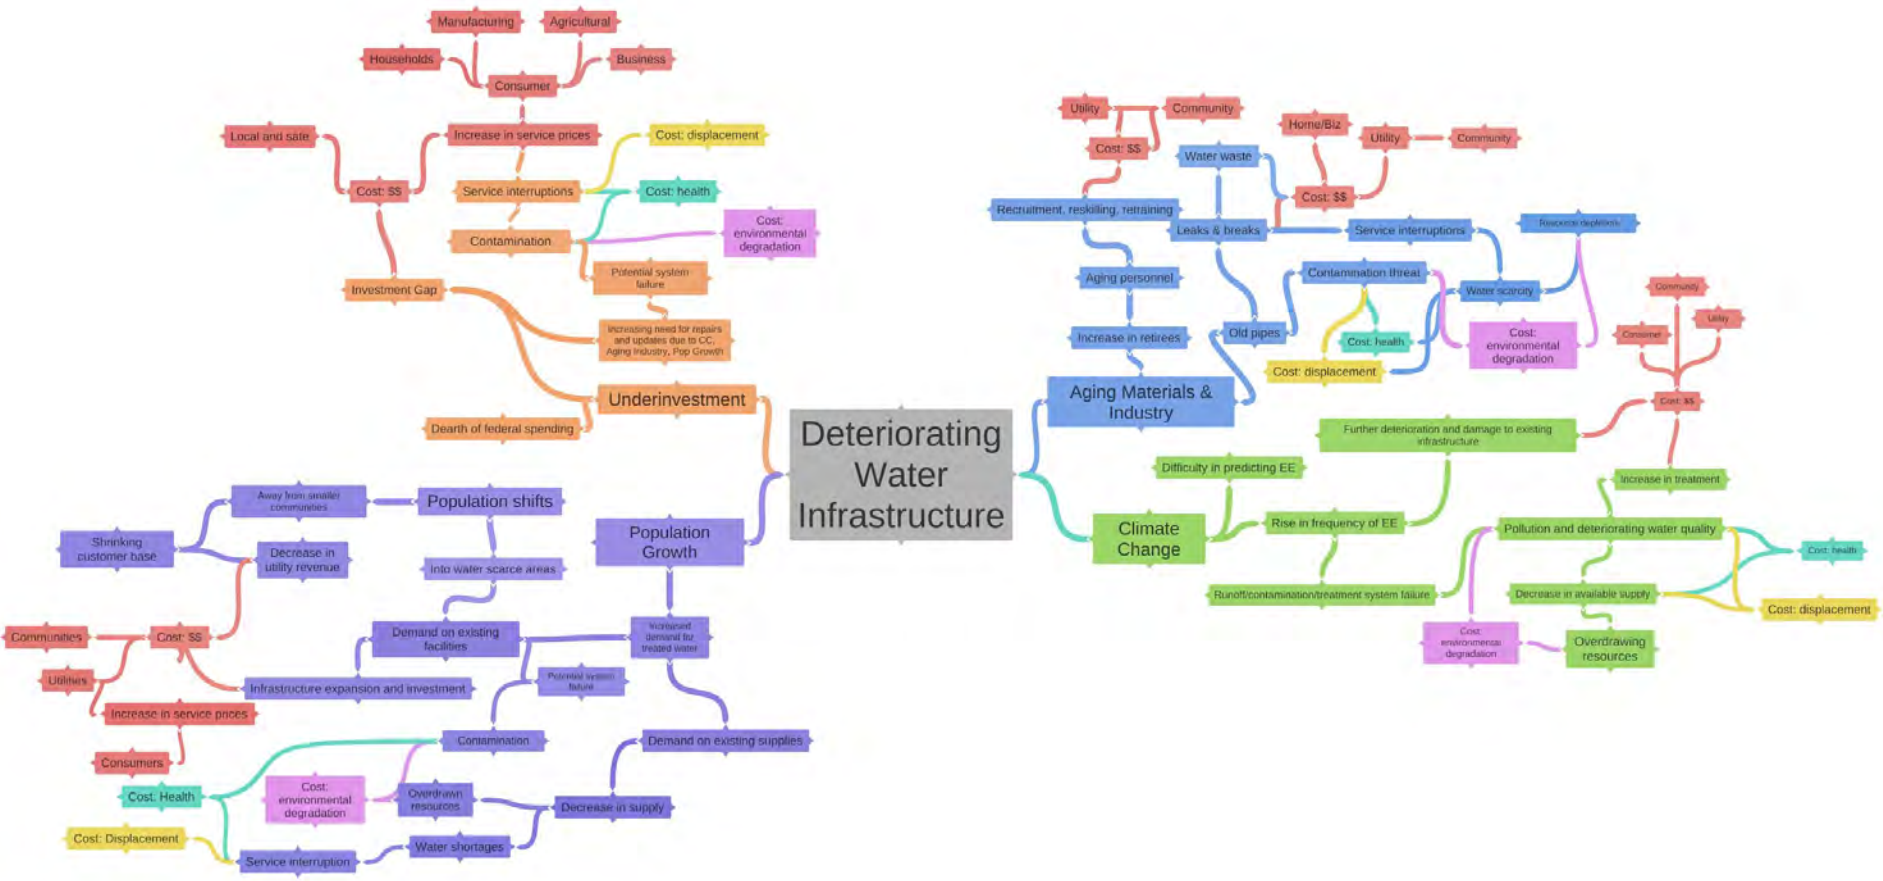 Manufacturing
Agricultural
Households
Business
Consumer
Local and sate
Increase in service prices
Cost: displacement
Cost: $$
Service interruptions
Cost: health
Contamination
Cost:
environmental
degradation
Potential system
failure
Investment Gap
Increasing need for repairs
and updates due to CC,
Aging Industry, Pop Growth
Underinvestment
Dearth of federal spending
Deteriorating
Water
Infrastructure
Population shifts
Away from smaller
communities
Shrinking
customer base
Decrease in
utility revenue
Population
Growth
Into water scarce areas
Communities
Cost: $$
Demand on existing
facilities
Increased
demand for
treated water
Utilities
Infrastructure expansion and investment
Potential system
failure
Increase in service prices
Consumers
Contamination
Demand on existing supplies
Cost: Health
Cost:
environmental
degradation
Overdrawn
resources
Decrease in supply
Cost: Displacement
Service interruption
Water shortages
Utility
Community
Cost: $$
Home/Biz
Utility
Community
Water waste
Cost: $$
Recruitment, reskilling, retraining
Leaks & breaks
Service interruptions
Resource depletion
Aging personnel
Contamination threat
Water scarcity
Increase in retirees
Old pipes
Cost: health
Cost:
environmental
degradation
Cost: displacement
Aging Materials &
Industry
Community
Utility
Consumer
Cost: $$
Further deterioration and damage to existing
infrastructure
Difficulty in predicting EE
Increase in treatment
Climate
Change
Rise in frequency of EE
Pollution and deteriorating water quality
Cost: health
Runoff/contamination/treatment system failure
Decrease in available supply
Cost: displacement
Cost:
environmental
degradation
Overdrawing
resources